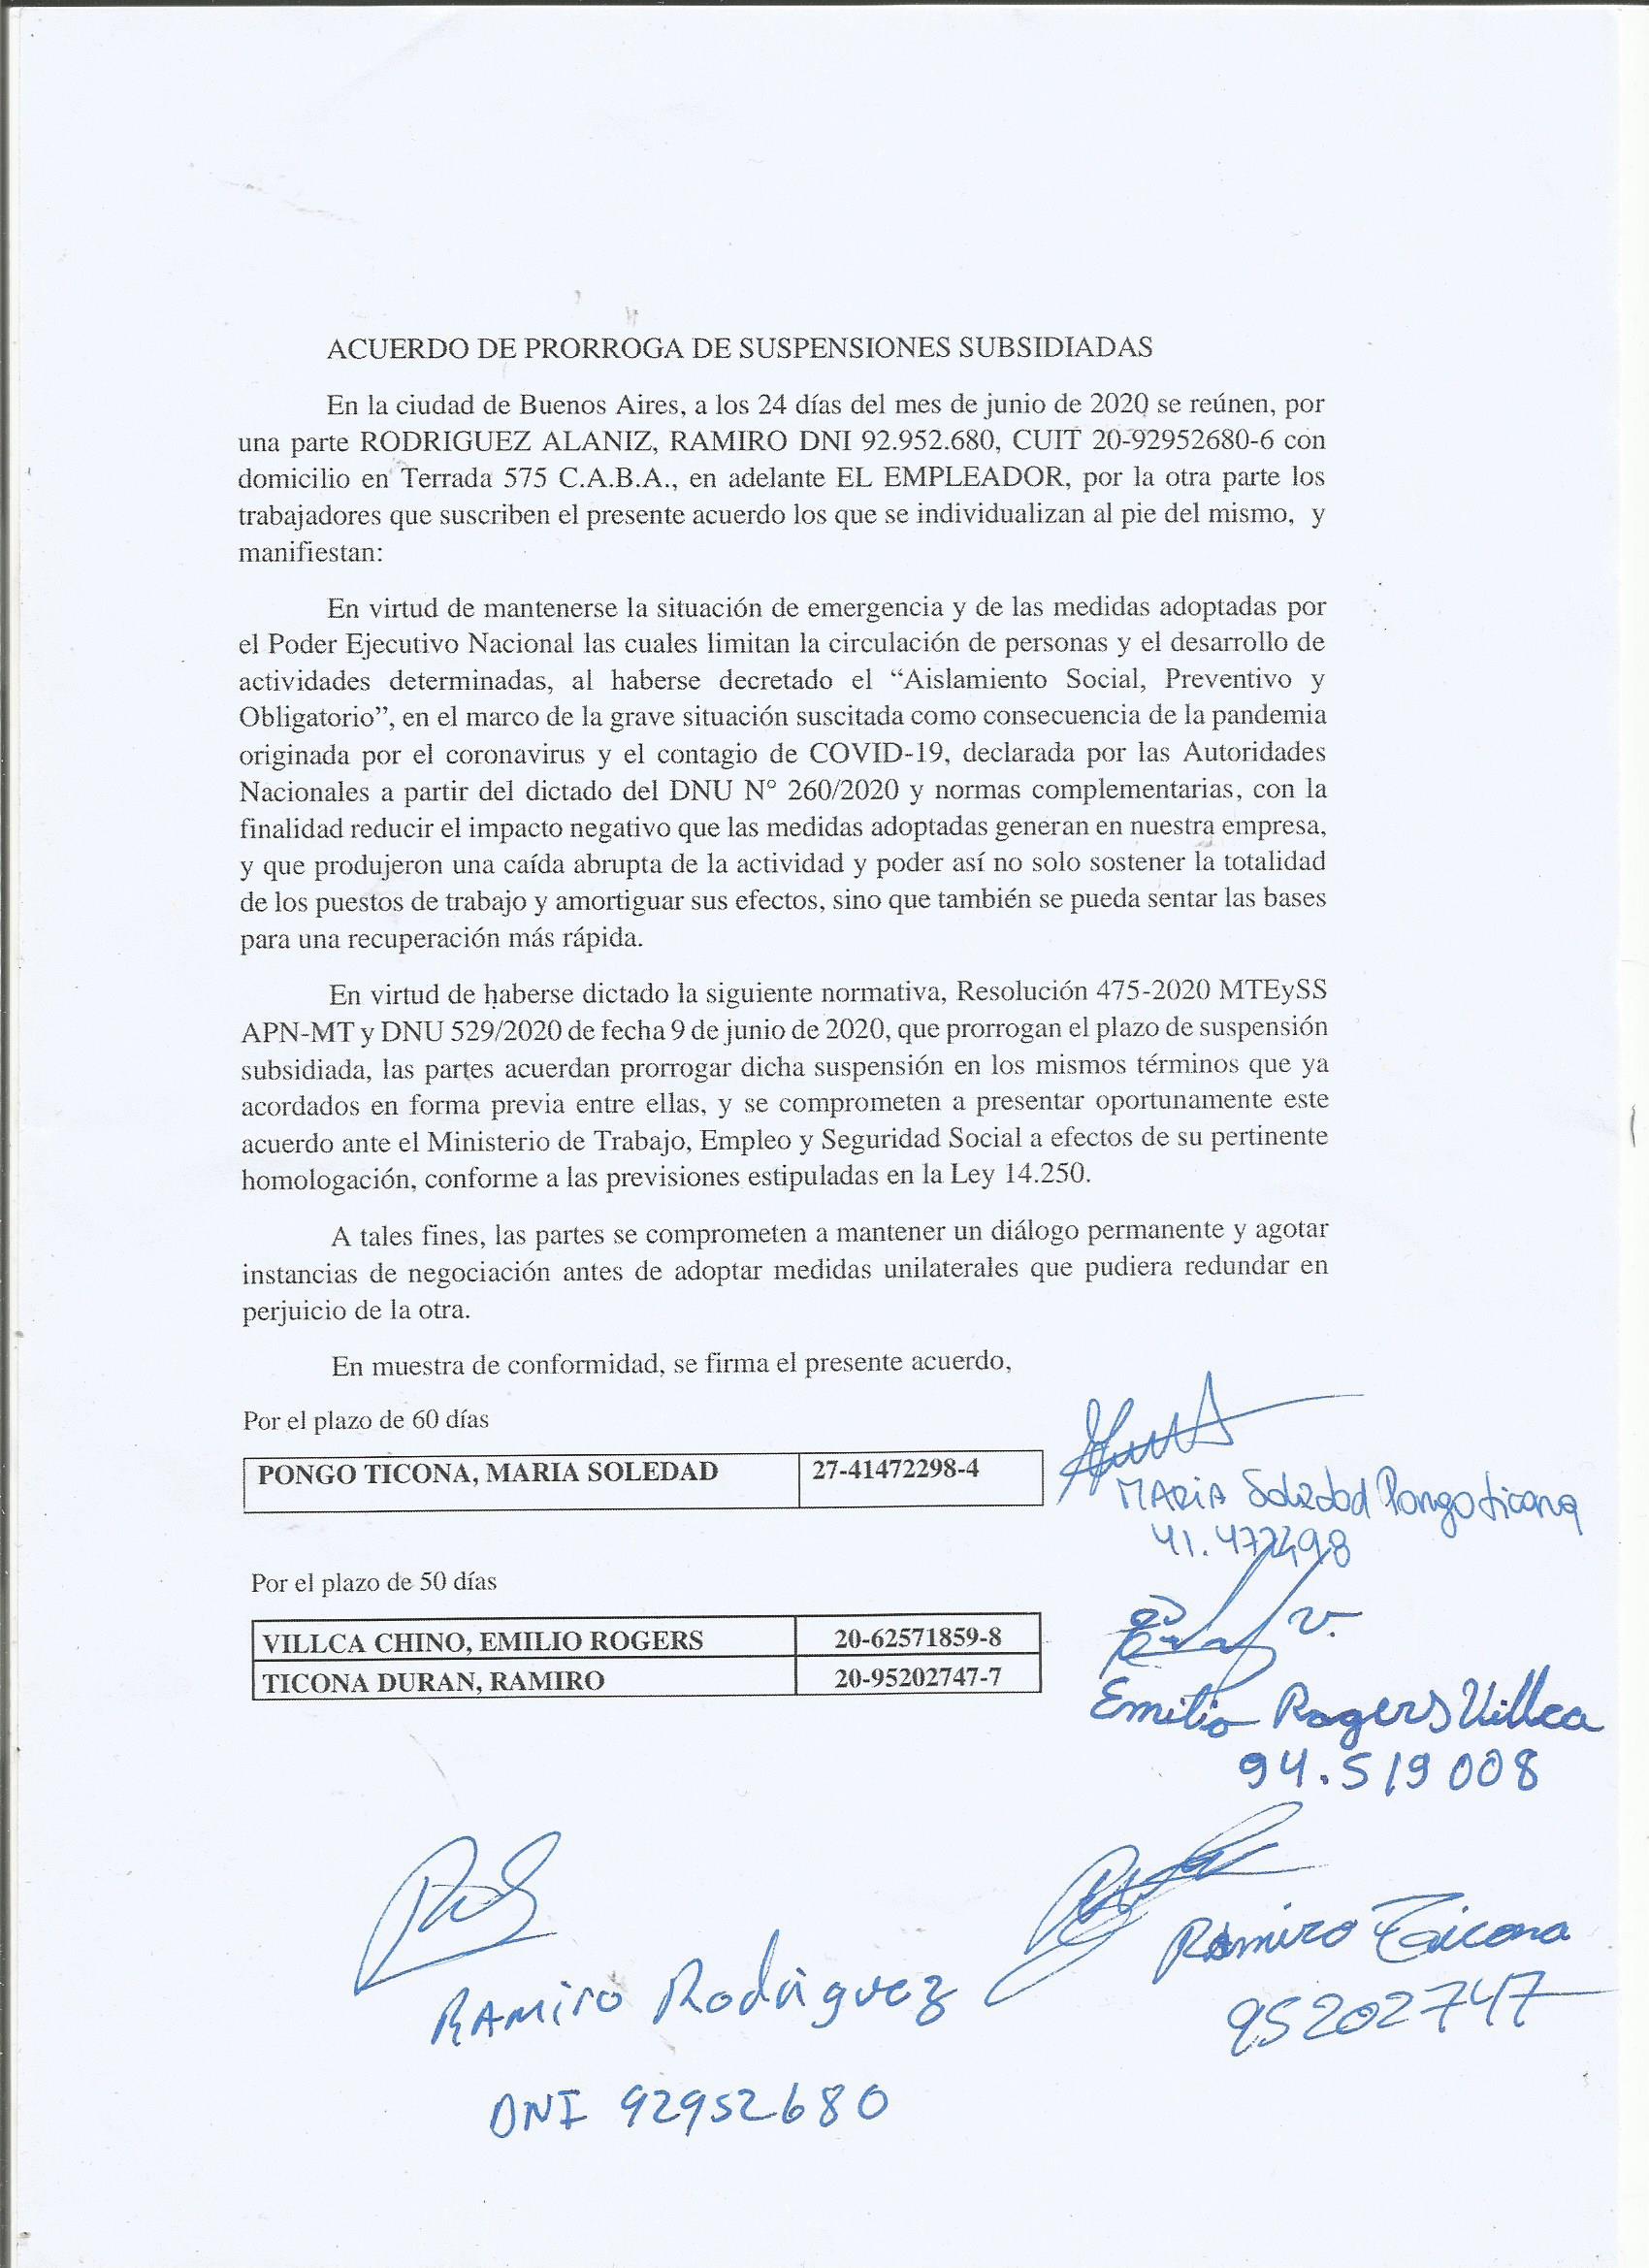 ACUERDO DE PRORROGA DE SUSPENSIONES SUBSIDIADAS
En la ciudad de Buenos Aires, a los 24 días del mes de junio de 2020 se reúnen, por
una parte RODRIGUEZ ALANIZ, RAMIRO DNI 92.952.680, CUIT 20-92952680-6 con
domicilio en Terrada 575 C.A.B.A., en adelante EL EMPLEADOR, por la otra parte los
trabajadores que suscriben el presente acuerdo los que se individualizan al pie del mismo, y
manifiestan:
En virtud de mantenerse la situación de emergencia y de las medidas adoptadas por
el Poder Ejecutivo Nacional las cuales limitan la circulación de personas y el desarrollo de
actividades determinadas, al haberse decretado el “Aislamiento Social, Preventivo y
Obligatorio”, en el marco de la grave situación suscitada como consecuencia de la pandemia
originada por el coronavirus y el contagio de COVID-19, declarada por las Autoridades
Nacionales a partir del dictado del DNU N° 260/2020 y normas complementarias, con la
finalidad reducir el impacto negativo que las medidas adoptadas generan en nuestra empresa,
y que produjeron una caída abrupta de la actividad y poder así no solo sostener la totalidad
de los puestos de trabajo y amortiguar sus efectos, sino que también se pueda sentar las bases
para una recuperación más rápida.
En virtud de haberse dictado la siguiente normativa, Resolución 475-2020 MTEySS
APN-MT y DNU 529/2020 de fecha 9 de junio de 2020, que prorrogan el plazo de suspensión
subsidiada, las partes acuerdan prorrogar dicha suspensión en los mismos términos que ya
acordados en forma previa entre ellas, y se comprometen a presentar oportunamente este
acuerdo ante el Ministerio de Trabajo, Empleo y Seguridad Social a efectos de su pertinente
homologación, conforme a las previsiones estipuladas en la Ley 14.250.
A tales fines, las partes se comprometen a mantener un diálogo permanente y agotar
instancias de negociación antes de adoptar medidas unilaterales que pudiera redundar en
perjuicio de la otra.
En muestra de conformidad, se firma el presente acuerdo,
Por el plazo de 60 días
PONGO TICONA, MARIA SOLEDAD 27-41472298-4
MARIA Soledad Pongo ticona
41.472298
Por el plazo de 50 días
VILLCA CHINO, EMILIO ROGERS 20-62571859-8
TICONA DURAN, RAMIRO 20-95202747-7
Emilio Rogers Villca
94.519008
Ramiro Ticona
95202747
RAMIRO Rodriguez
DNI 92952680